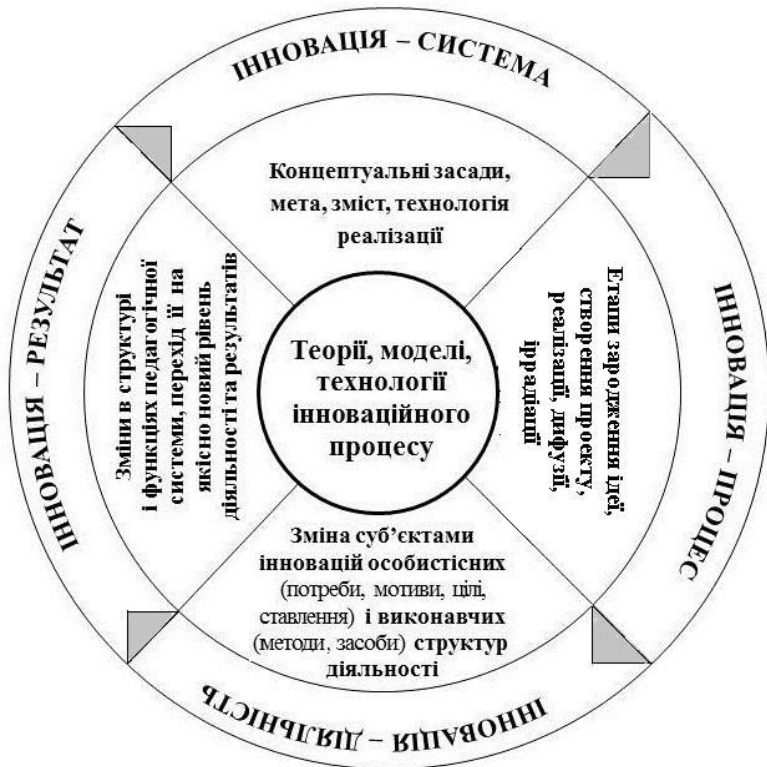 ІННОВАЦІЯ – СИСТЕМА
Концептуальні засади,
мета, зміст, технологія
реалізації
ІННОВАЦІЯ – ПРОЦЕС
Етапи зародження ідеї,
створення проекту,
реалізації, дифузії,
іррадіації
Теорії, моделі,
технології
інноваційного
процесу
ІННОВАЦІЯ – РЕЗУЛЬТАТ
Зміни в структурі
і функціях педагогічної
системи, перехід її на
якісно новий рівень
діяльності та результатів
Зміна суб’єктами
інновацій особистісних
(потреби, мотиви, цілі,
ставлення) і виконавчих
(методи, засоби) структур
діяльності
ІННОВАЦІЯ – ДІЯЛЬНІСТЬ